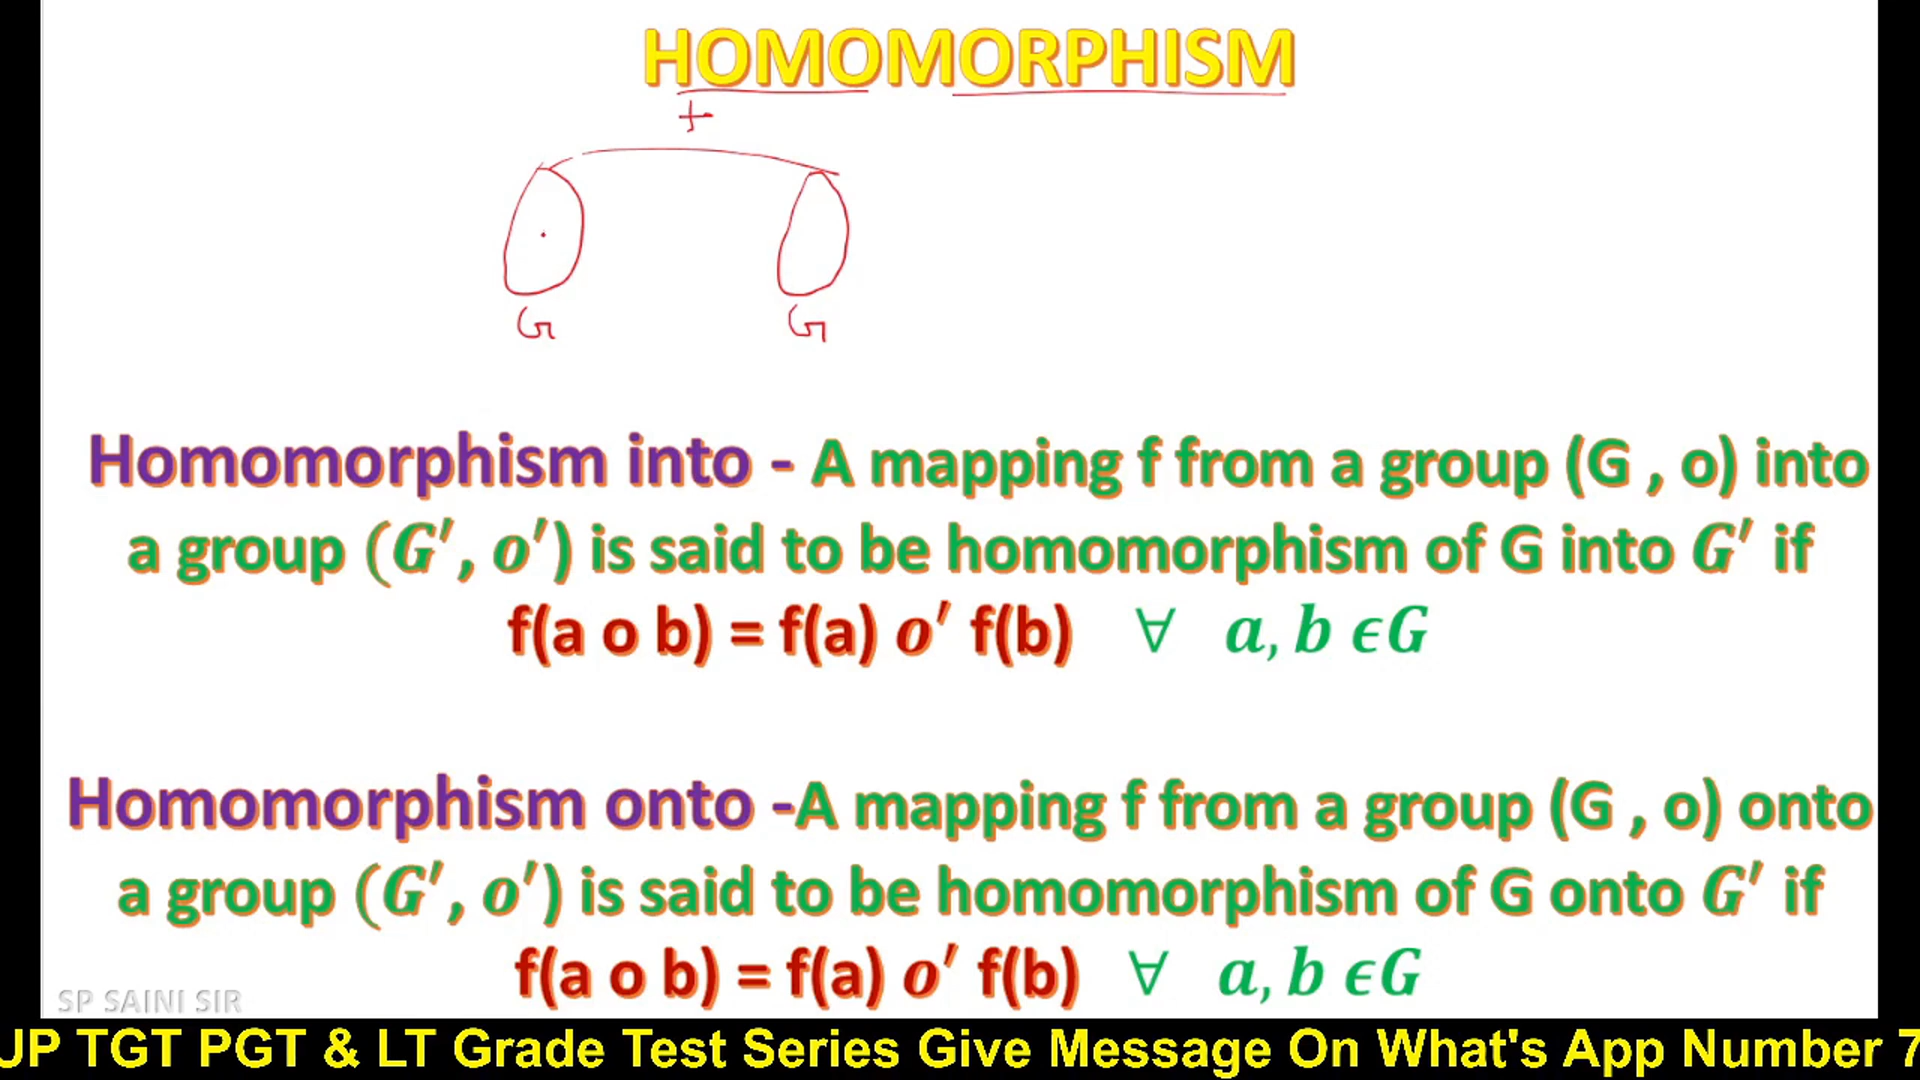 HOMOMORPHISM
+
G G
Homomorphism into - A mapping f from a group (G , o) into
a group (G′, o′) is said to be homomorphism of G into G′ if
f(a o b) = f(a) o′ f(b) ∀ a, b ϵG
Homomorphism onto -A mapping f from a group (G , o) onto
a group (G′, o′) is said to be homomorphism of G onto G′ if
f(a o b) = f(a) o′ f(b) ∀ a, b ϵG
SP SAINI SIR
JP TGT PGT & LT Grade Test Series Give Message On What's App Number 7